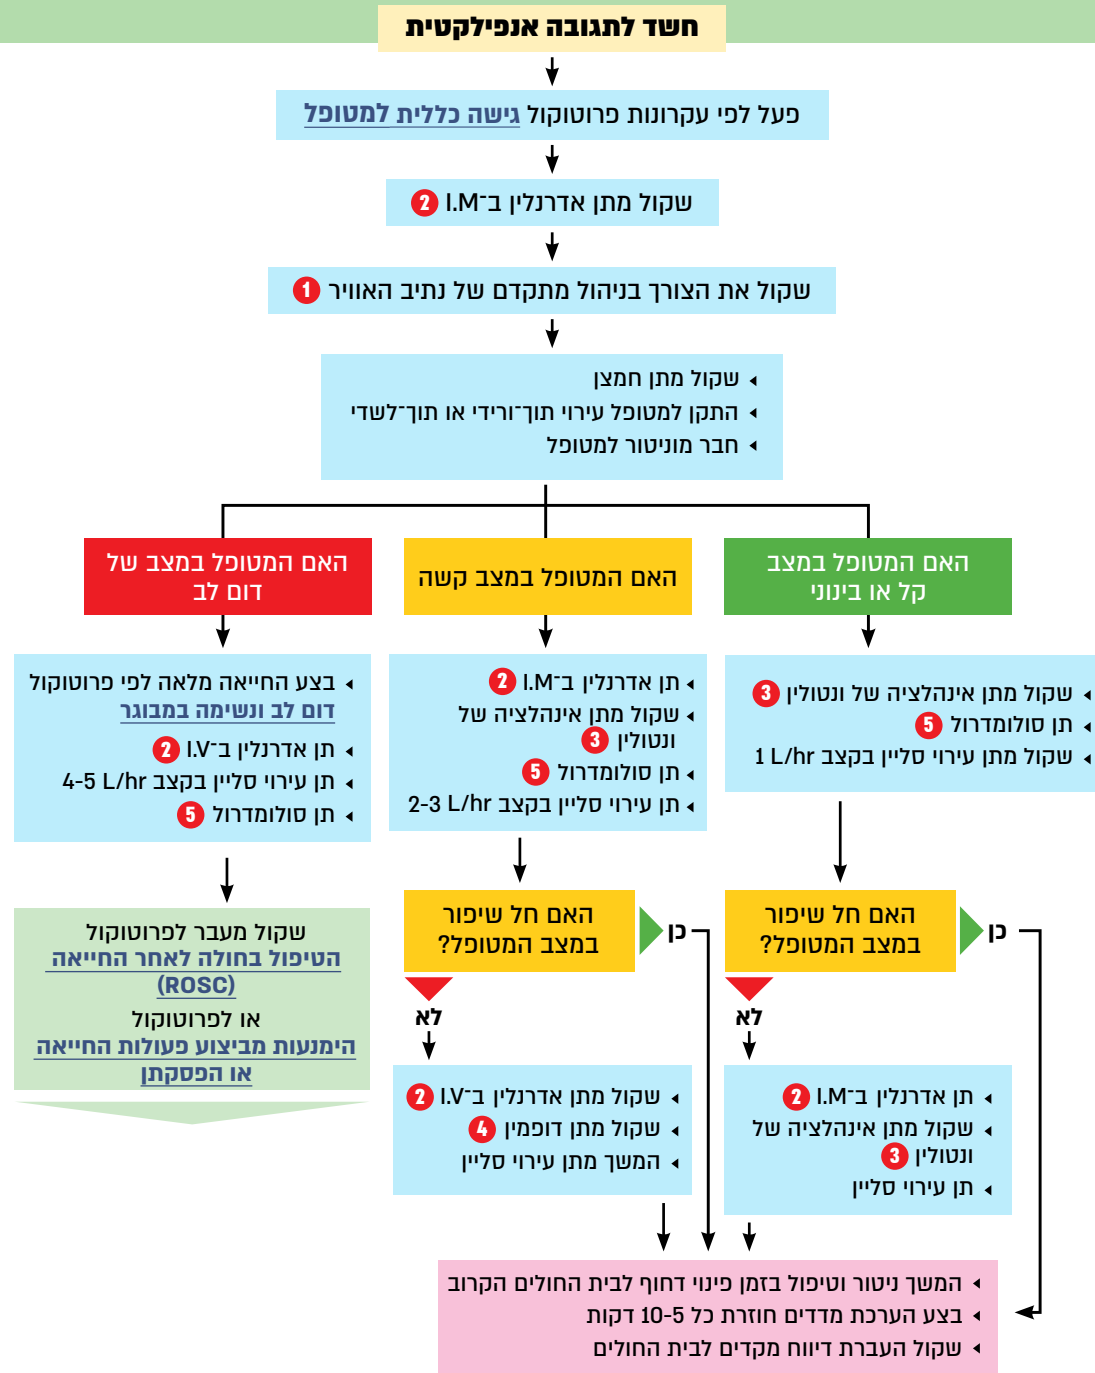 חשד לתגובה אנפילקטית
פעל לפי עקרונות פרוטוקול גישה כללית למטופל
שקול מתן אדרנלין ב־I.M 2
שקול את הצורך בניהול מתקדם של נתיב האוויר 1
שקול מתן חמצן
התקן למטופל עירוי תוך־ורידי או תוך־לשדי
חבר מוניטור למטופל
האם המטופל במצב
קל או בינוני
האם המטופל במצב קשה
האם המטופל במצב של
דום לב
שקול מתן אינהלציה של ונטולין 3
תן סולומדרול 5
שקול מתן עירוי סליין בקצב 1 L/hr
תן אדרנלין ב־I.M 2
שקול מתן אינהלציה של
ונטולין 3
תן סולומדרול 5
תן עירוי סליין בקצב 2-3 L/hr
בצע החייאה מלאה לפי פרוטוקול
דום לב ונשימה במבוגר
תן אדרנלין ב־I.V 2
תן עירוי סליין בקצב 4-5 L/hr
תן סולומדרול 5
האם חל שיפור
במצב המטופל?
כן
לא
האם חל שיפור
במצב המטופל?
כן
לא
שקול מעבר לפרוטוקול
הטיפול בחולה לאחר החייאה
(ROSC)
או לפרוטוקול
הימנעות מביצוע פעולות החייאה
או הפסקתן
תן אדרנלין ב־I.M 2
שקול מתן אינהלציה של
ונטולין 3
תן עירוי סליין
שקול מתן אדרנלין ב־I.V 2
שקול מתן דופמין 4
המשך מתן עירוי סליין
המשך ניטור וטיפול בזמן פינוי דחוף לבית החולים הקרוב
בצע הערכת מדדים חוזרת כל 10-5 דקות
שקול העברת דיווח מקדים לבית החולים